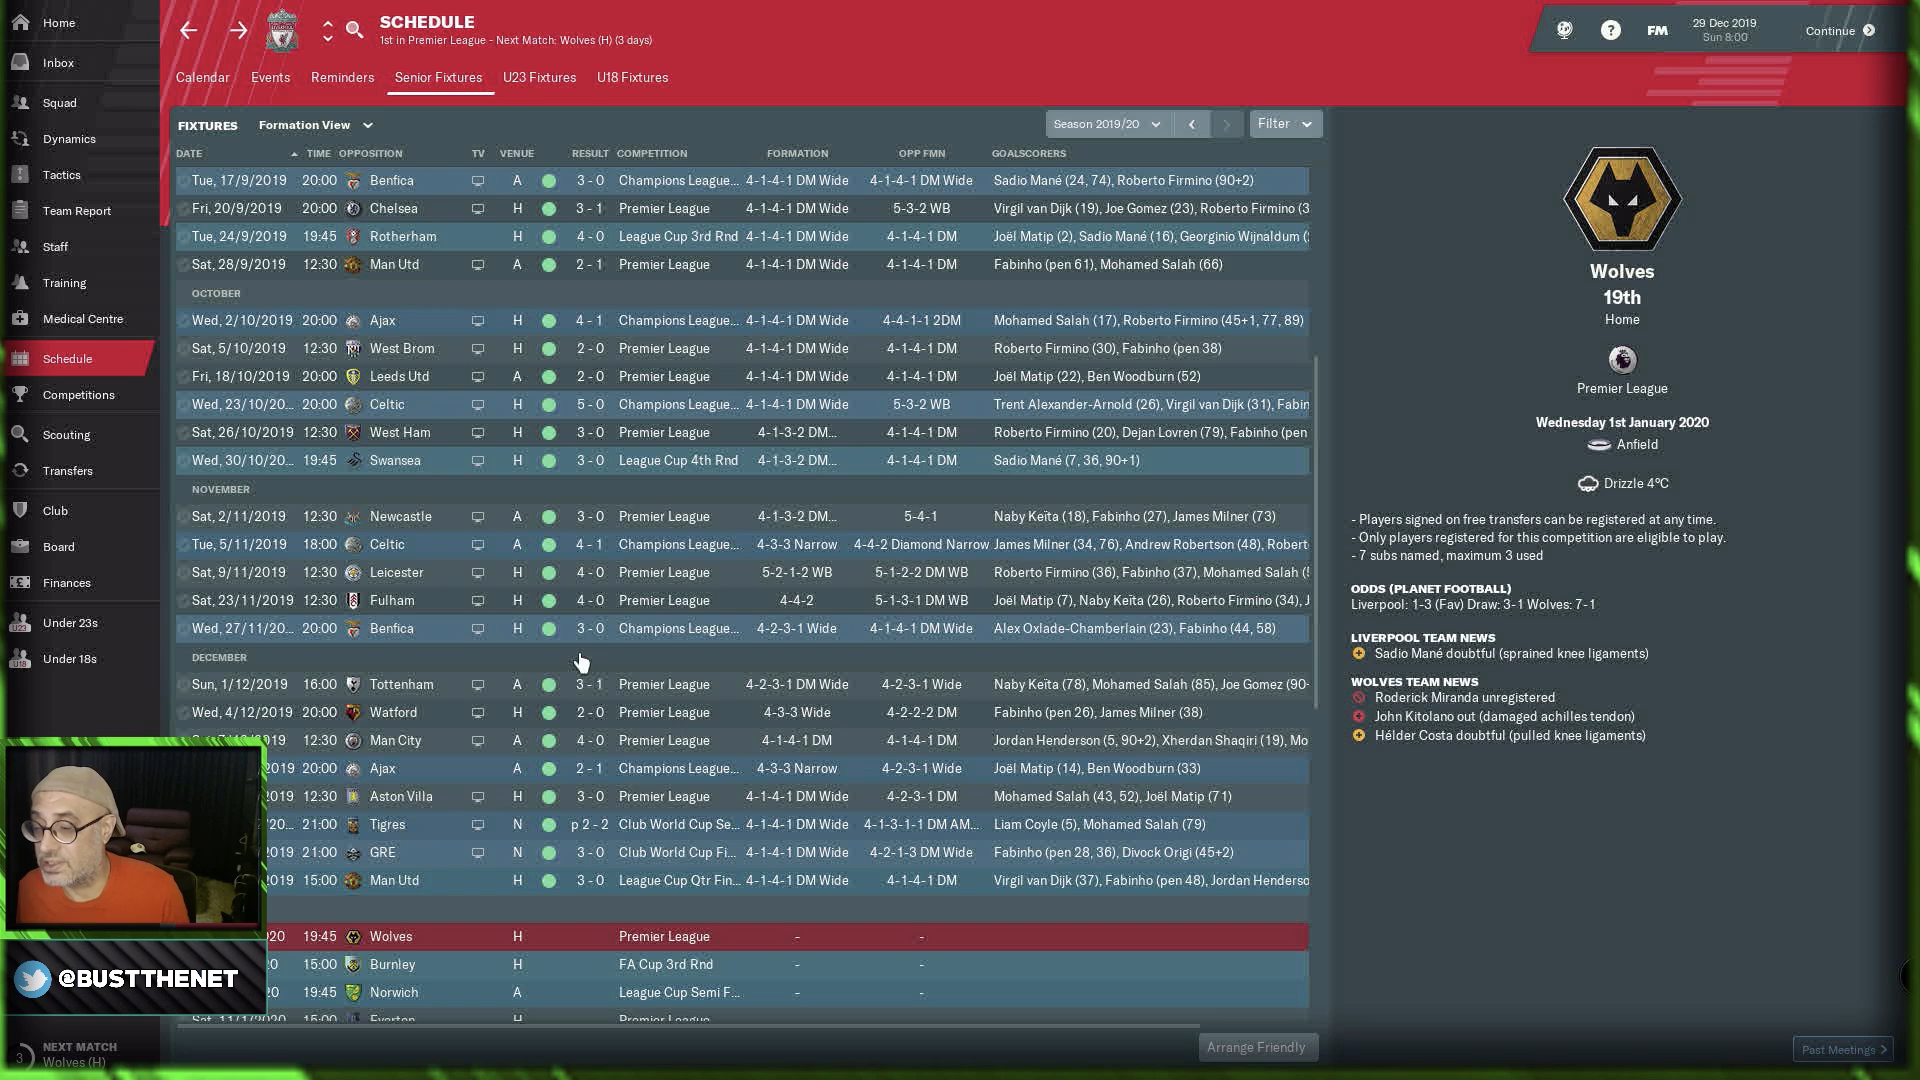 Home
Inbox
Squad
Dynamics
Tactics
Team Report
Staff
Training
Medical Centre
Schedule
Competitions
Scouting
Transfers
Club
Board
Finances
Under 23s
Under 18s
SCHEDULE
1st in Premier League - Next Match: Wolves (H) (3 days)
FM
29 Dec 2019
Sun 8:00
Continue
Calendar Events Reminders Senior Fixtures U23 Fixtures U18 Fixtures
FIXTURES Formation View Season 2019/20 Filter
DATE TIME OPPOSITION TV VENUE RESULT COMPETITION FORMATION OPP FMN GOALSCORERS
Tue, 17/9/2019 20:00 Benfica A 3 - 0 Champions League... 4-1-4-1 DM Wide 4-1-4-1 DM Wide Sadio Mané (24, 74), Roberto Firmino (90+2)
Fri, 20/9/2019 20:00 Chelsea H 3 - 1 Premier League 4-1-4-1 DM Wide 5-3-2 WB Virgil van Dijk (19), Joe Gomez (23), Roberto Firmino (3
Tue, 24/9/2019 19:45 Rotherham H 4 - 0 League Cup 3rd Rnd 4-1-4-1 DM Wide 4-1-4-1 DM Joël Matip (2), Sadio Mané (16), Georginio Wijnaldum (
Sat, 28/9/2019 12:30 Man Utd A 2 - 1 Premier League 4-1-4-1 DM Wide 4-1-4-1 DM Fabinho (pen 61), Mohamed Salah (66)
OCTOBER
Wed, 2/10/2019 20:00 Ajax H 4 - 1 Champions League... 4-1-4-1 DM Wide 4-4-1-1 2DM Mohamed Salah (17), Roberto Firmino (45+1, 77, 89)
Sat, 5/10/2019 12:30 West Brom H 2 - 0 Premier League 4-1-4-1 DM Wide 4-1-4-1 DM Roberto Firmino (30), Fabinho (pen 38)
Fri, 18/10/2019 20:00 Leeds Utd A 2 - 0 Premier League 4-1-4-1 DM Wide 4-1-4-1 DM Joël Matip (22), Ben Woodburn (52)
Wed, 23/10/20... 20:00 Celtic H 5 - 0 Champions League... 4-1-4-1 DM Wide 5-3-2 WB Trent Alexander-Arnold (26), Virgil van Dijk (31), Fabin
Sat, 26/10/2019 12:30 West Ham H 3 - 0 Premier League 4-1-3-2 DM... 4-1-4-1 DM Roberto Firmino (20), Dejan Lovren (79), Fabinho (pen
Wed, 30/10/20... 19:45 Swansea H 3 - 0 League Cup 4th Rnd 4-1-3-2 DM... 4-1-4-1 DM Sadio Mané (7, 36, 90+1)
NOVEMBER
Sat, 2/11/2019 12:30 Newcastle A 3 - 0 Premier League 4-1-3-2 DM... 5-4-1 Naby Keïta (18), Fabinho (27), James Milner (73)
Tue, 5/11/2019 18:00 Celtic A 4 - 1 Champions League... 4-3-3 Narrow 4-4-2 Diamond Narrow James Milner (34, 76), Andrew Robertson (48), Robert
Sat, 9/11/2019 12:30 Leicester H 4 - 0 Premier League 5-2-1-2 WB 5-1-2-2 DM WB Roberto Firmino (36), Fabinho (37), Mohamed Salah (
Sat, 23/11/2019 12:30 Fulham H 4 - 0 Premier League 4-4-2 5-1-3-1 DM WB Joël Matip (7), Naby Keïta (26), Roberto Firmino (34), J
Wed, 27/11/20... 20:00 Benfica H 3 - 0 Champions League... 4-2-3-1 Wide 4-1-4-1 DM Wide Alex Oxlade-Chamberlain (23), Fabinho (44, 58)
DECEMBER
Sun, 1/12/2019 16:00 Tottenham A 3 - 1 Premier League 4-2-3-1 DM Wide 4-2-3-1 Wide Naby Keïta (78), Mohamed Salah (85), Joe Gomez (90
Wed, 4/12/2019 20:00 Watford H 2 - 0 Premier League 4-3-3 Wide 4-2-2-2 DM Fabinho (pen 26), James Milner (38)
12:30 Man City A 4 - 0 Premier League 4-1-4-1 DM 4-1-4-1 DM Jordan Henderson (5, 90+2), Xherdan Shaqiri (19), Mo
2019 20:00 Ajax A 2 - 1 Champions League... 4-3-3 Narrow 4-2-3-1 Wide Joël Matip (14), Ben Woodburn (33)
2019 12:30 Aston Villa H 3 - 0 Premier League 4-1-4-1 DM Wide 4-2-3-1 DM Mohamed Salah (43, 52), Joël Matip (71)
20... 21:00 Tigres N p 2 - 2 Club World Cup Se... 4-1-4-1 DM Wide 4-1-3-1-1 DM AM... Liam Coyle (5), Mohamed Salah (79)
2019 21:00 GRE N 3 - 0 Club World Cup Fi... 4-1-4-1 DM Wide 4-2-1-3 DM Wide Fabinho (pen 28, 36), Divock Origi (45+2)
2019 15:00 Man Utd H 3 - 0 League Cup Qtr Fin... 4-1-4-1 DM Wide 4-1-4-1 DM Virgil van Dijk (37), Fabinho (pen 48), Jordan Henderso
20 19:45 Wolves H Premier League - -
20 15:00 Burnley H FA Cup 3rd Rnd - -
20 19:45 Norwich A League Cup Semi F... - -
Sat, 11/1/2020 15:00 Everton H Premier League
Arrange Friendly
Wolves
19th
Home
Premier League
Wednesday 1st January 2020
Anfield
Drizzle 4°C
- Players signed on free transfers can be registered at any time.
- Only players registered for this competition are eligible to play.
- 7 subs named, maximum 3 used
ODDS (PLANET FOOTBALL)
Liverpool: 1-3 (Fav) Draw: 3-1 Wolves: 7-1
LIVERPOOL TEAM NEWS
Sadio Mané doubtful (sprained knee ligaments)
WOLVES TEAM NEWS
Roderick Miranda unregistered
John Kitolano out (damaged achilles tendon)
Hélder Costa doubtful (pulled knee ligaments)
Past Meetings
@BUSTTHENET
3 NEXT MATCH
Wolves (H)